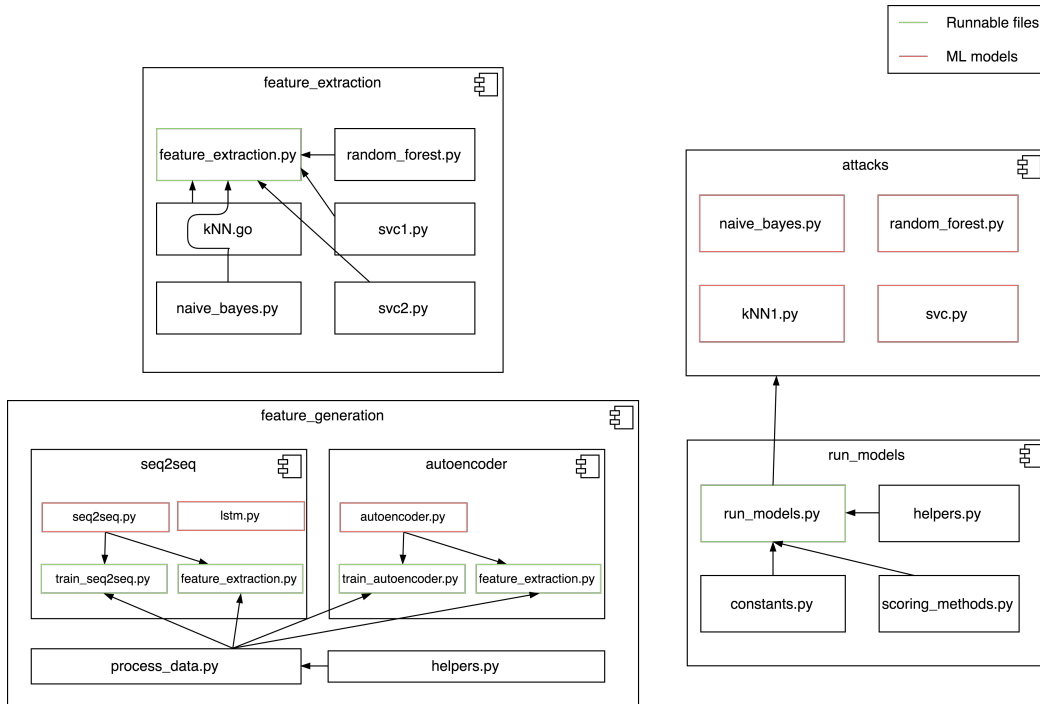 Runnable files
ML models
feature_extraction
feature_extraction.py
random_forest.py
kNN.go
svc1.py
naive_bayes.py
svc2.py
attacks
naive_bayes.py
random_forest.py
kNN1.py
svc.py
feature_generation
seq2seq
seq2seq.py
lstm.py
train_seq2seq.py
feature_extraction.py
autoencoder
autoencoder.py
train_autoencoder.py
feature_extraction.py
process_data.py
helpers.py
run_models
run_models.py
helpers.py
constants.py
scoring_methods.py